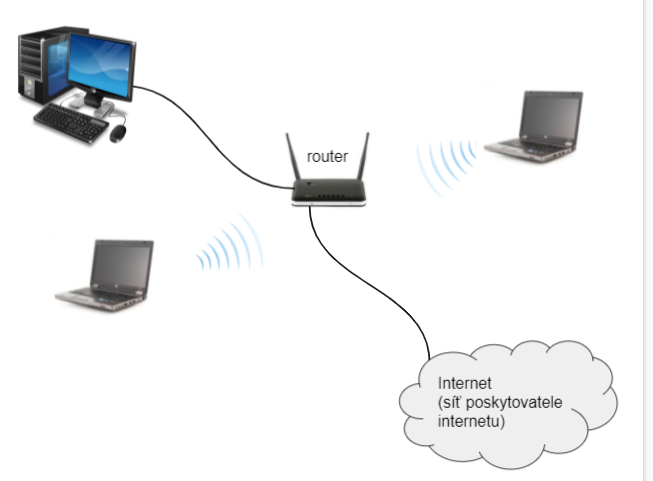 router
Internet
(síť poskytovatele
internetu)